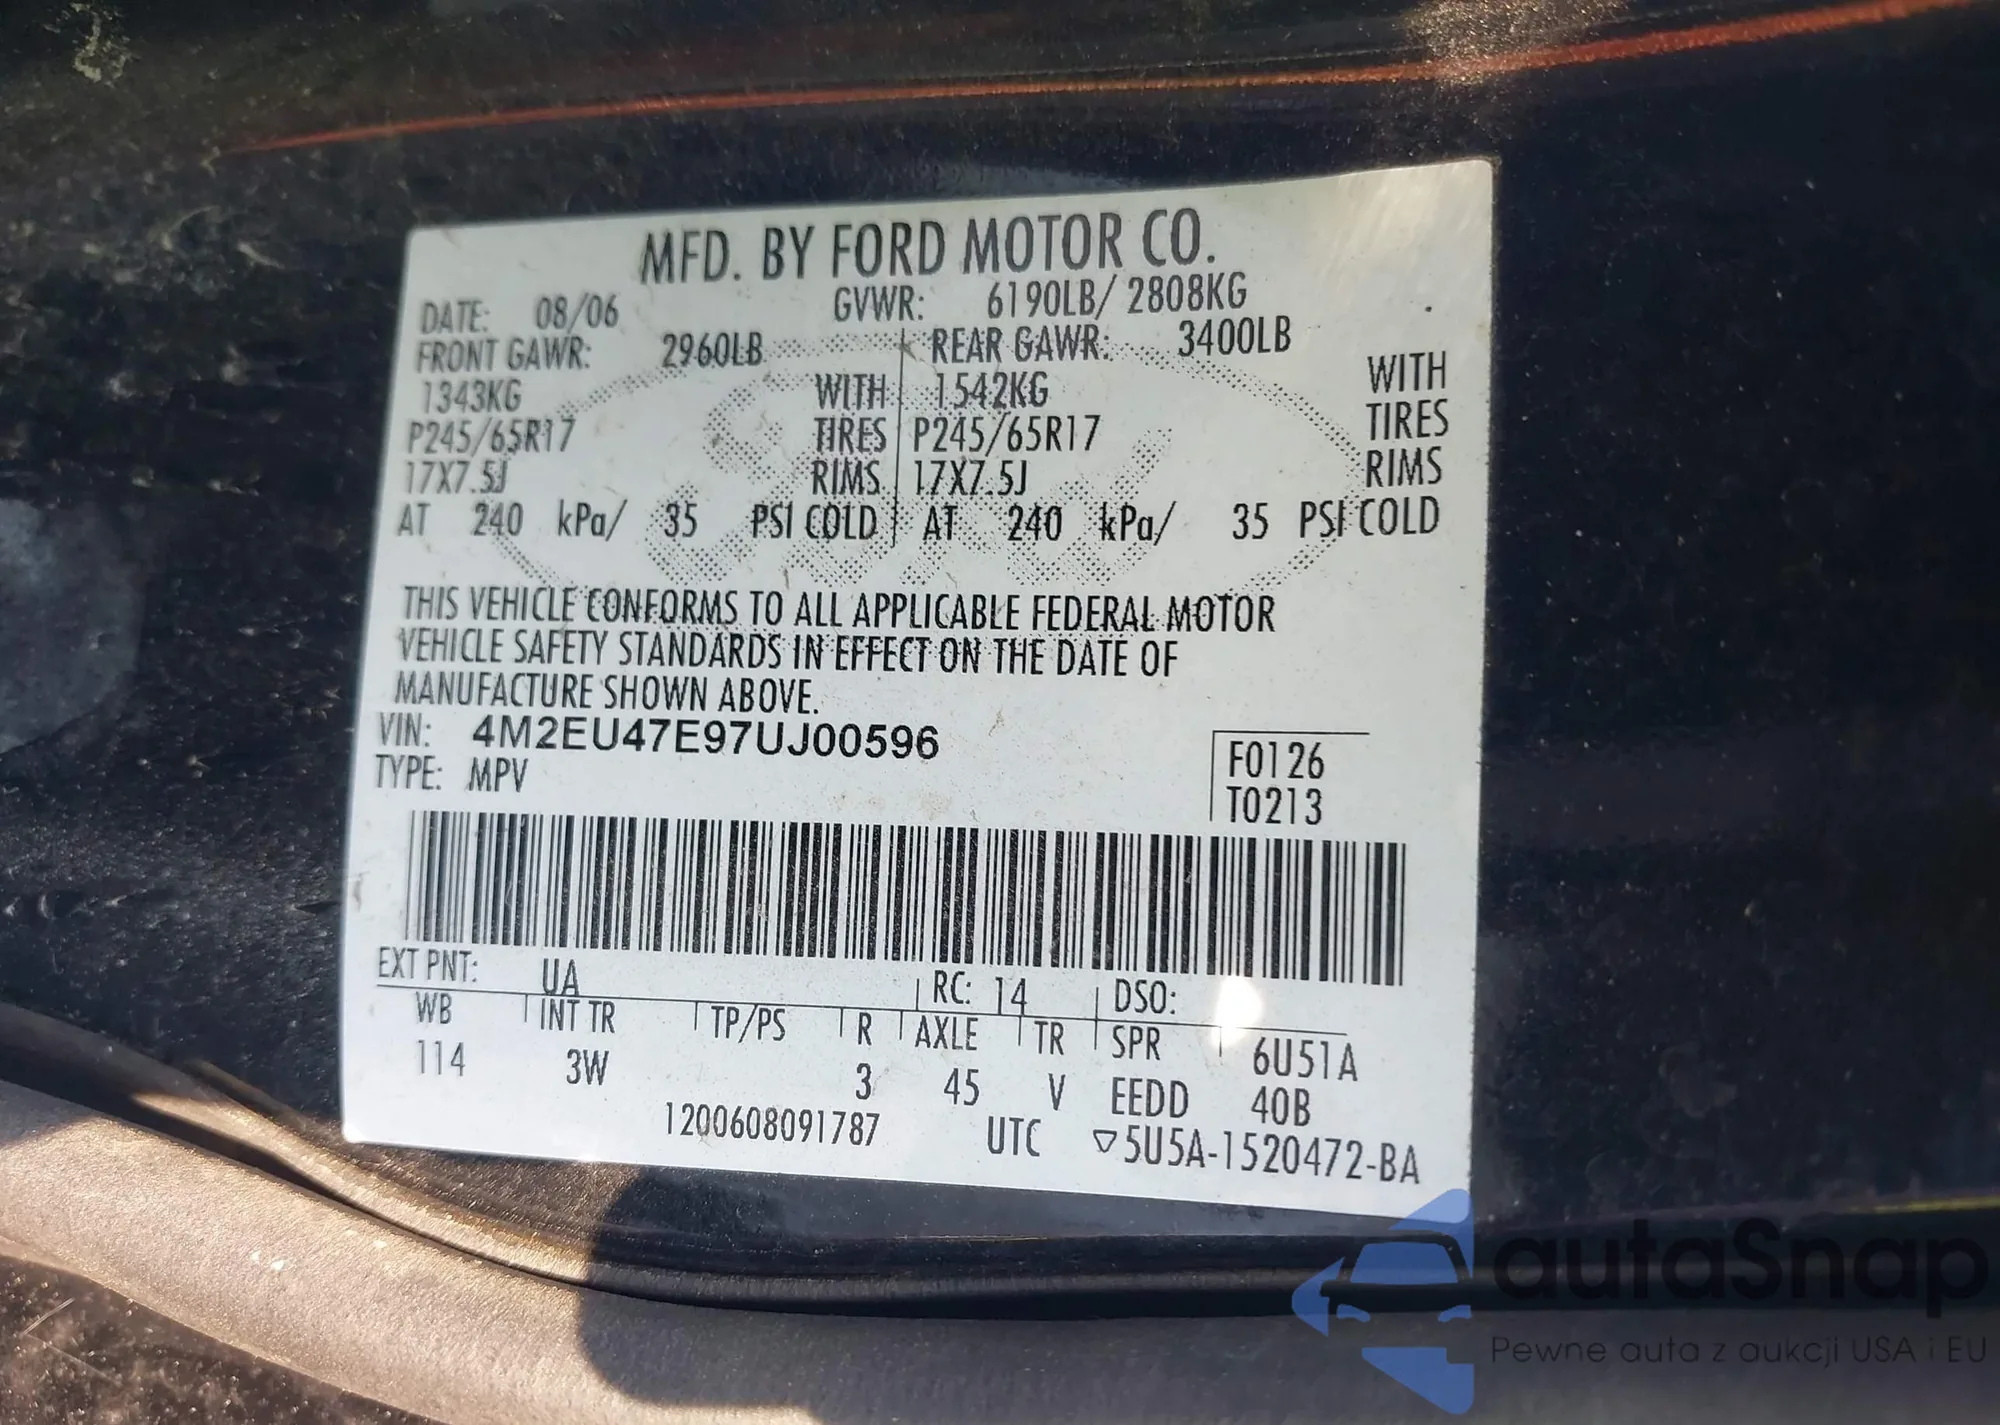 MFD. BY FORD MOTOR CO.
DATE: 08/06 GVWR: 6190LB/ 2808KG
FRONT GAWR: 2960LB REAR GAWR: 3400LB
1343KG WITH 1542KG WITH
P245/65R17 TIRES P245/65R17 TIRES
17X7.5J RIMS 17X7.5J RIMS
AT 240 kPa/ 35 PSI COLD AT 240 kPa/ 35 PSI COLD
THIS VEHICLE CONFORMS TO ALL APPLICABLE FEDERAL MOTOR
VEHICLE SAFETY STANDARDS IN EFFECT ON THE DATE OF
MANUFACTURE SHOWN ABOVE.
VIN: 4M2EU47E97UJ00596
TYPE: MPV
F0126
T0213
EXT PNT: UA RC: 14 DSO:
WB INT TR TP/PS R AXLE TR SPR 6U51A
114 3W 3 45 V EEDD 40B
1200608091787 UTC ▽5U5A-1520472-BA
autaSnap
Pewne auta z aukcji USA i EU